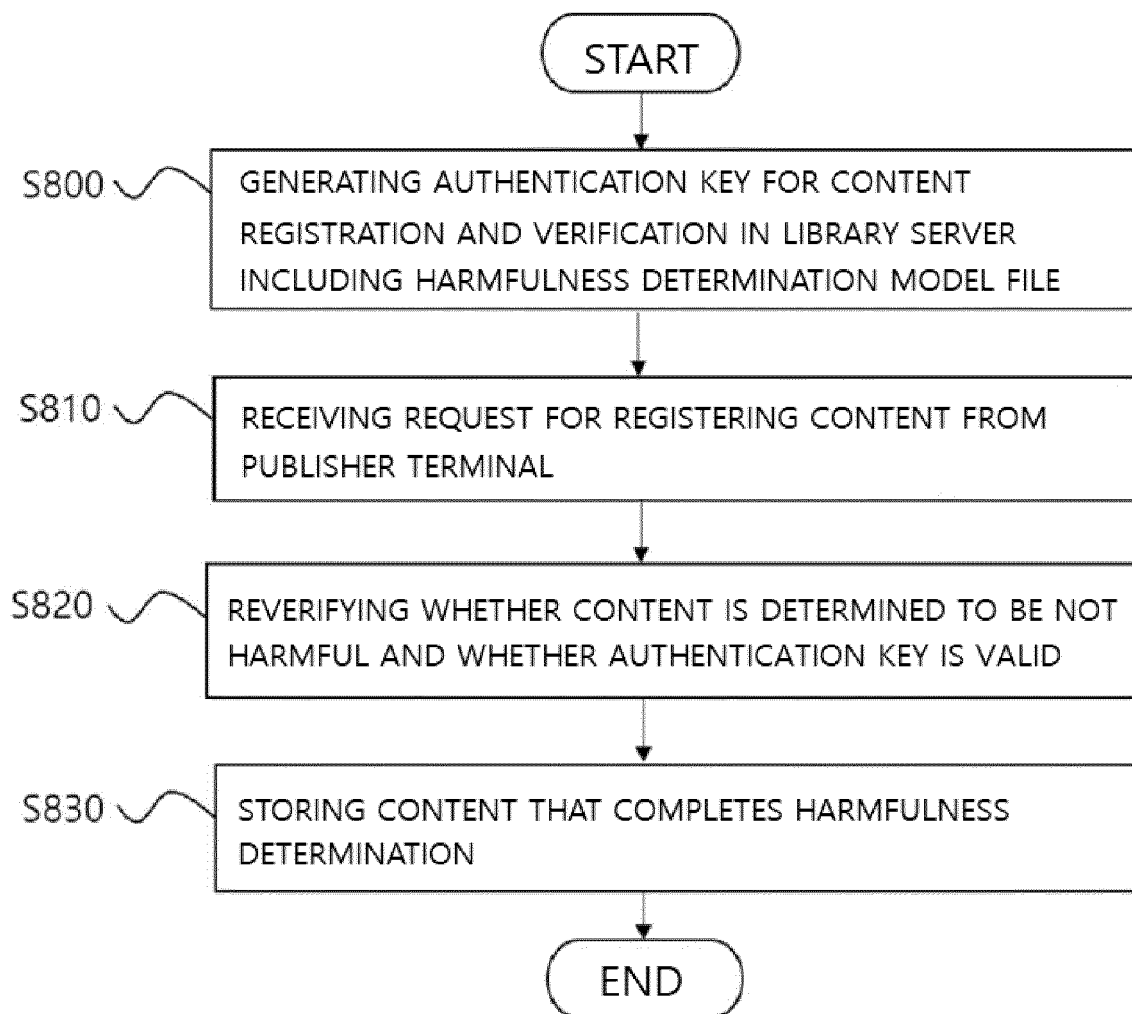 START
S800
GENERATING AUTHENTICATION KEY FOR CONTENT
REGISTRATION AND VERIFICATION IN LIBRARY SERVER
INCLUDING HARMFULNESS DETERMINATION MODEL FILE
S810
RECEIVING REQUEST FOR REGISTERING CONTENT FROM
PUBLISHER TERMINAL
S820
REVERIFYING WHETHER CONTENT IS DETERMINED TO BE NOT
HARMFUL AND WHETHER AUTHENTICATION KEY IS VALID
S830
STORING CONTENT THAT COMPLETES HARMFULNESS
DETERMINATION
END